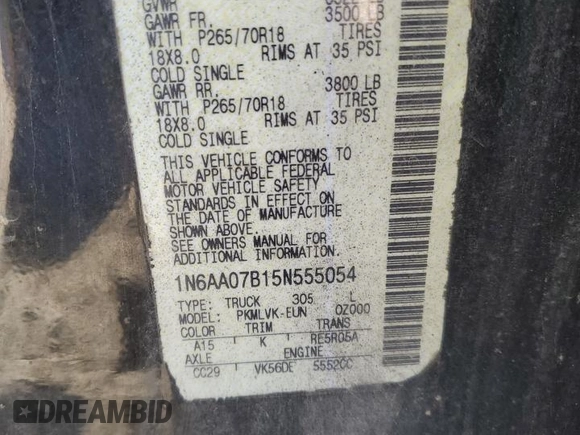 GVWR
GAWR FR. 3500 LB
WITH P265/70R18 TIRES
18X8.0 RIMS AT 35 PSI
COLD SINGLE
GAWR RR. 3800 LB
WITH P265/70R18 TIRES
18X8.0 RIMS AT 35 PSI
COLD SINGLE
THIS VEHICLE CONFORMS TO
ALL APPLICABLE FEDERAL
MOTOR VEHICLE SAFETY
STANDARDS IN EFFECT ON
THE DATE OF MANUFACTURE
SHOWN ABOVE.
SEE OWNERS MANUAL FOR
ADDITIONAL INFORMATION.
1N6AA07B15N555054
TYPE: TRUCK 305 L
MODEL: PKMLVK-EUN OZ000
COLOR TRIM TRANS
A15 K RE5R05A
AXLE ENGINE
CC29 VK56DE 5552CC
DREAMBID